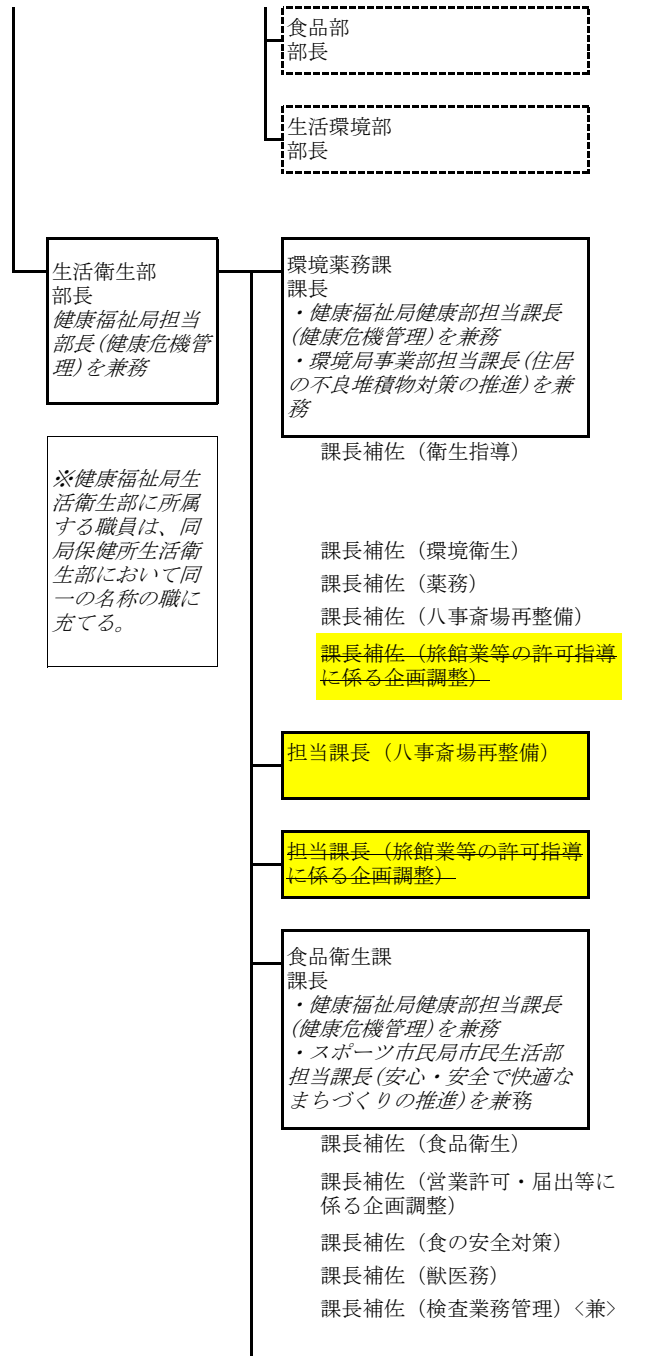 食品部
部長
生活環境部
部長
生活衛生部
部長
健康福祉局担当
部長(健康危機管
理)を兼務
※健康福祉局生
活衛生部に所属
する職員は、同
局保健所生活衛
生部において同
一の名称の職に
充てる。
環境薬務課
課長
・健康福祉局健康部担当課長
(健康危機管理)を兼務
・環境局事業部担当課長(住居
の不良堆積物対策の推進)を兼
務
課長補佐（衛生指導）
課長補佐（環境衛生）
課長補佐（薬務）
課長補佐（八事斎場再整備）
課長補佐（旅館業等の許可指導
に係る企画調整）
担当課長（八事斎場再整備）
担当課長（旅館業等の許可指導
に係る企画調整）
食品衛生課
課長
・健康福祉局健康部担当課長
(健康危機管理)を兼務
・スポーツ市民局市民生活部
担当課長(安心・安全で快適な
まちづくりの推進)を兼務
課長補佐（食品衛生）
課長補佐（営業許可・届出等に
係る企画調整）
課長補佐（食の安全対策）
課長補佐（獣医務）
課長補佐（検査業務管理）<兼>